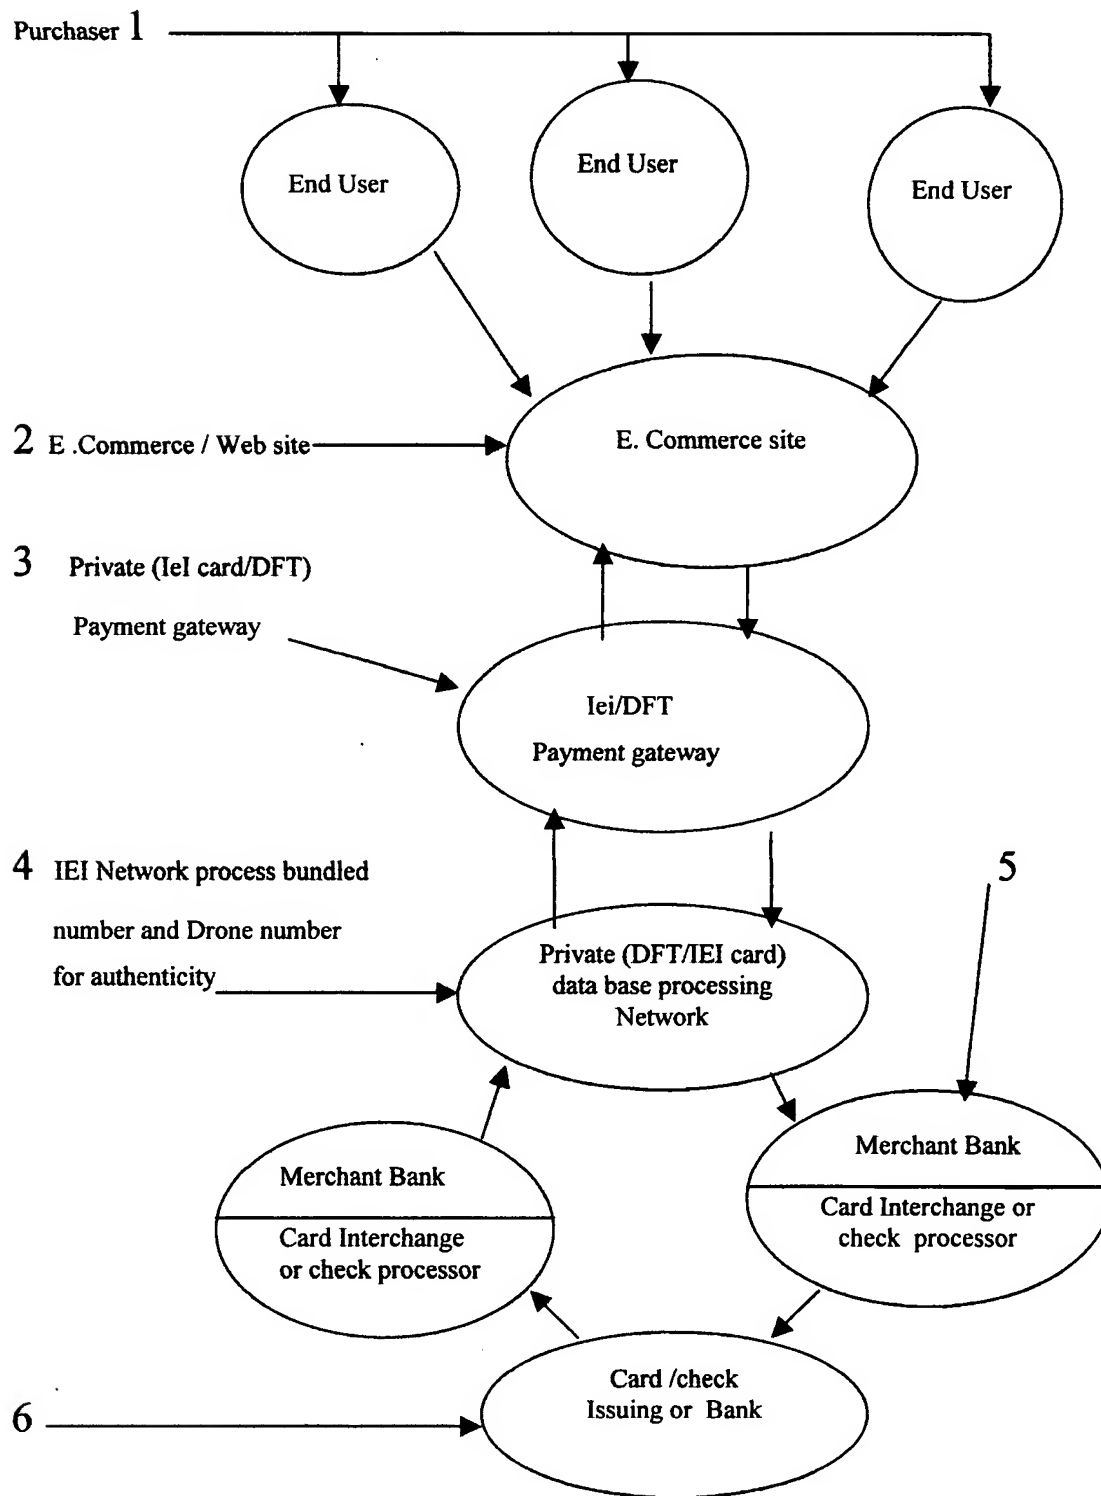 Purchaser 1
End User
End User
End User
2 E .Commerce / Web site
E. Commerce site
3 Private (IeI card/DFT)
Payment gateway
Iei/DFT
Payment gateway
4 IEI Network process bundled
number and Drone number
for authenticity
5
Private (DFT/IEI card)
data base processing
Network
Merchant Bank
Card Interchange or
check processor
Merchant Bank
Card Interchange
or check processor
Card /check
Issuing or Bank
6